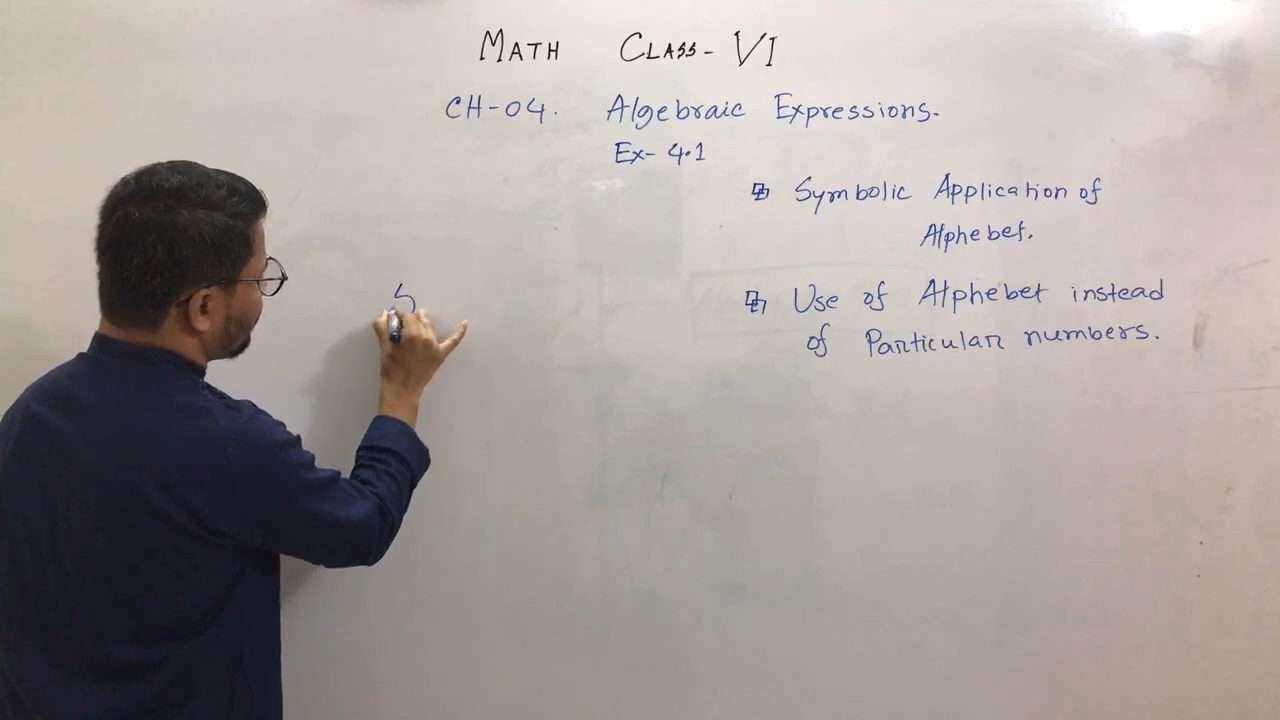 MATH CLASS-VI
CH-04. Algebraic Expressions.
Ex- 4.1
Symbolic Application of
Alphebet.
Use of Alphebet instead
of Particular numbers.